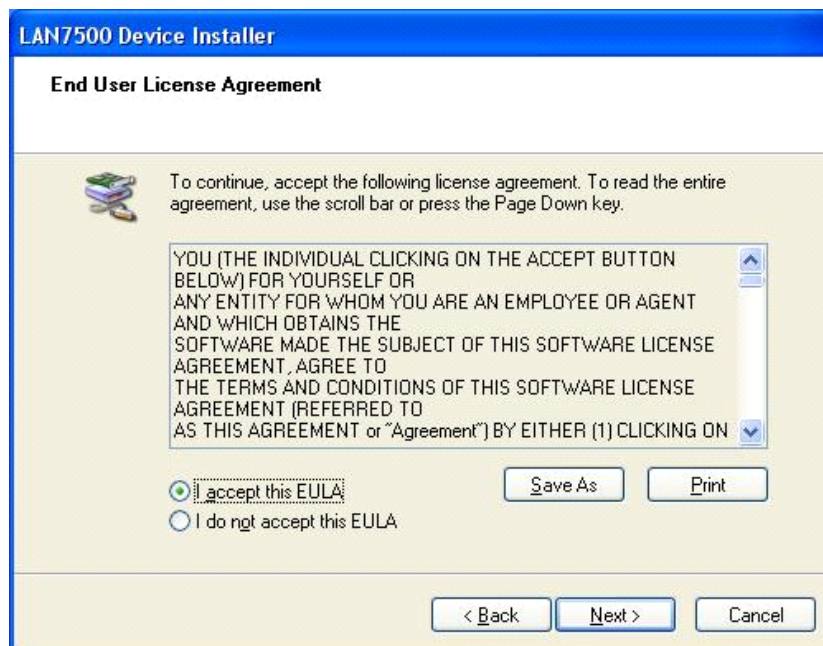 LAN7500 Device Installer
End User License Agreement
To continue, accept the following license agreement. To read the entire
agreement, use the scroll bar or press the Page Down key.
YOU (THE INDIVIDUAL CLICKING ON THE ACCEPT BUTTON
BELOW) FOR YOURSELF OR
ANY ENTITY FOR WHOM YOU ARE AN EMPLOYEE OR AGENT
AND WHICH OBTAINS THE
SOFTWARE MADE THE SUBJECT OF THIS SOFTWARE LICENSE
AGREEMENT, AGREE TO
THE TERMS AND CONDITIONS OF THIS SOFTWARE LICENSE
AGREEMENT (REFERRED TO
AS THIS AGREEMENT or "Agreement") BY EITHER (1) CLICKING ON
I accept this EULA
Save As
Print
I do not accept this EULA
< Back
Next >
Cancel